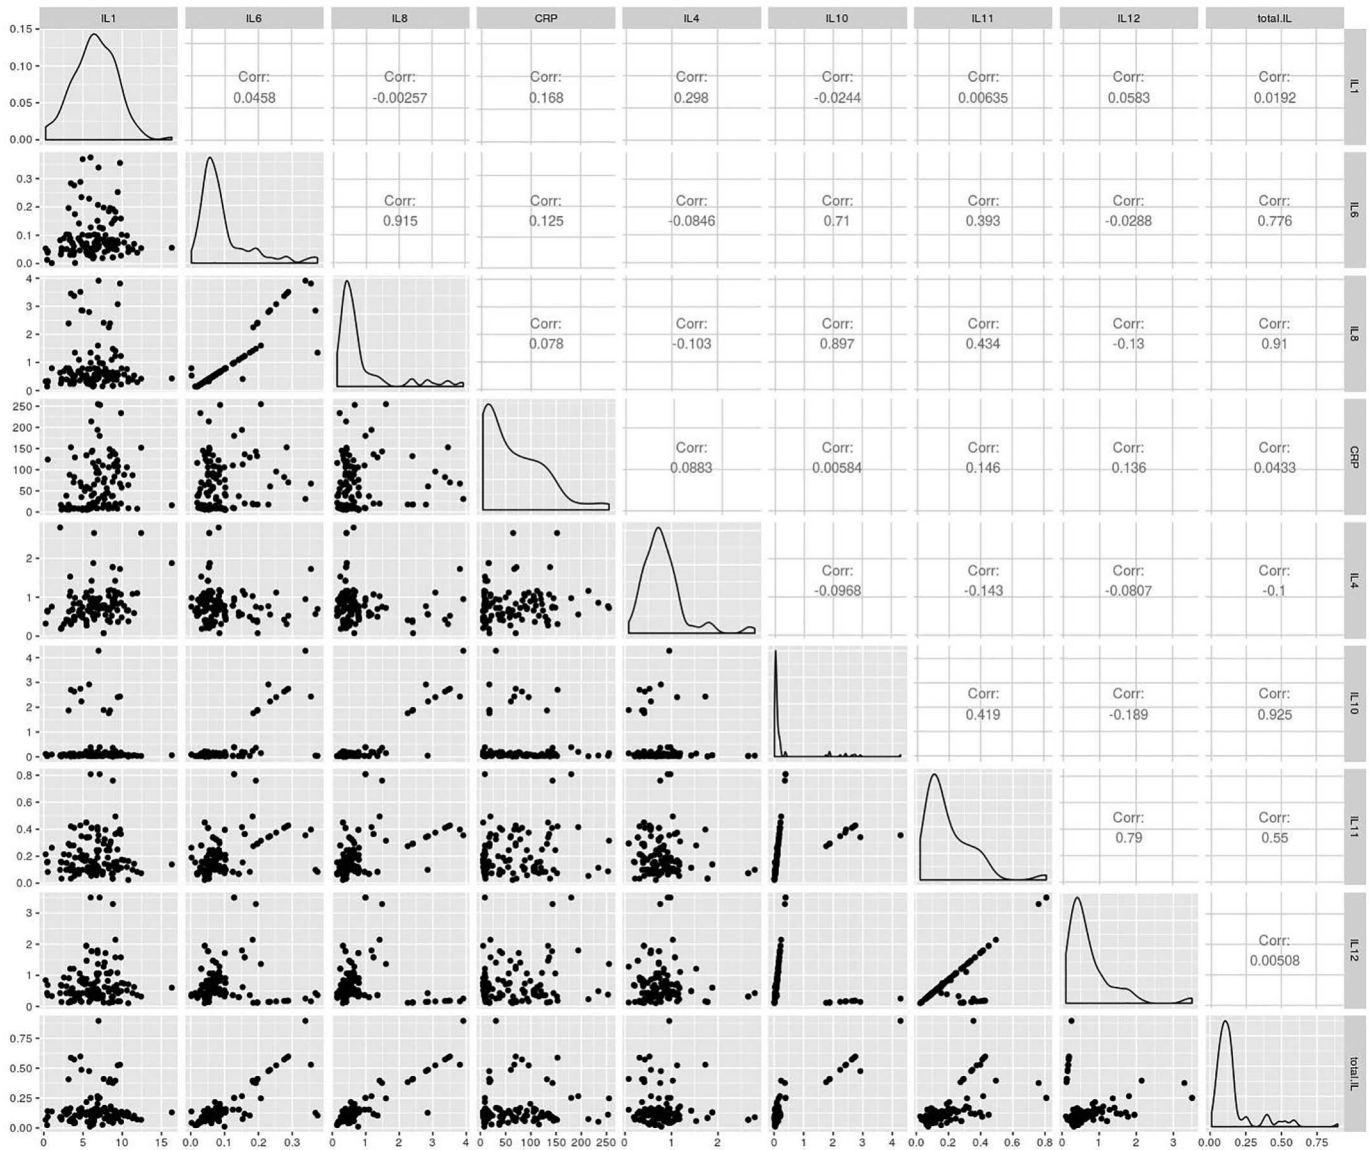 IL1 IL6 IL8 CRP IL4 IL10 IL11 IL12 total.IL
0.15
0.10
0.05
0.00
Corr: Corr: Corr: Corr: Corr: Corr: Corr: Corr:
0.0458 -0.00257 0.168 0.298 -0.0244 0.00635 0.0583 0.0192
IL1
0.3
0.2
0.1
0.0
Corr: Corr: Corr: Corr: Corr: Corr: Corr:
0.915 0.125 -0.0846 0.71 0.393 -0.0288 0.776
IL6
4
3
2
1
0
Corr: Corr: Corr: Corr: Corr: Corr:
0.078 -0.103 0.897 0.434 -0.13 0.91
IL8
250
200
150
100
50
0
Corr: Corr: Corr: Corr: Corr:
0.0883 0.00584 0.146 0.136 0.0433
CRP
2
1
0
Corr: Corr: Corr: Corr:
-0.0968 -0.143 -0.0807 -0.1
IL4
4
3
2
1
0
Corr: Corr: Corr:
0.419 -0.189 0.925
IL10
0.8
0.6
0.4
0.2
0.0
Corr: Corr:
0.79 0.55
IL11
3
2
1
0
Corr:
0.00508
IL12
0.75
0.50
0.25
0.00
total.IL
0 5 10 15 0.0 0.1 0.2 0.3 0 1 2 3 4 0 50 100 150 200 250 0 1 2 0 1 2 3 4 0.0 0.2 0.4 0.6 0.8 0 1 2 3 0.00 0.25 0.50 0.75